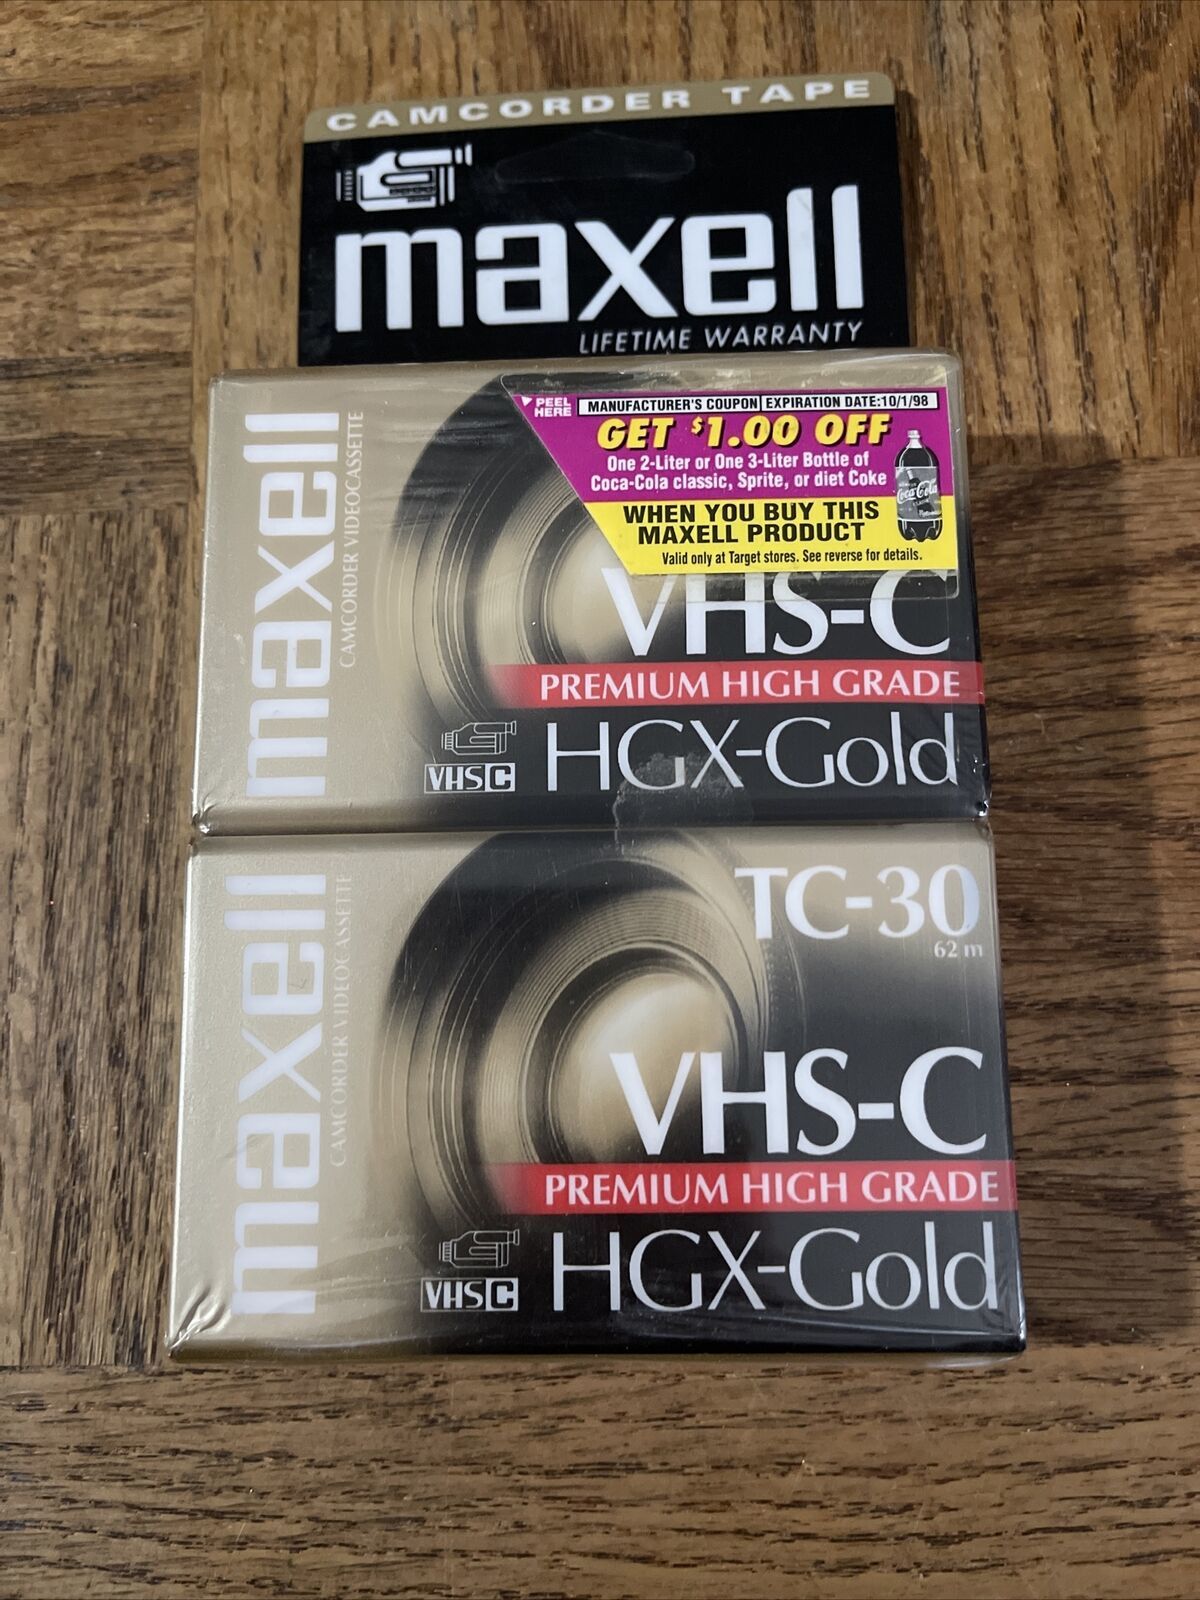 CAMCORDER TAPE
maxell
LIFETIME WARRANTY
maxell
CAMCORDER VIDEOCASSETTE
PEEL
HERE
MANUFACTURER'S COUPON EXPIRATION DATE:10/1/98
GET $1.00 OFF
One 2-Liter or One 3-Liter Bottle of
Coca-Cola classic, Sprite, or diet Coke
Coca-Cola
WHEN YOU BUY THIS
MAXELL PRODUCT
Valid only at Target stores. See reverse for details.
VHS-C
PREMIUM HIGH GRADE
VHS C
HGX-Gold
maxell
CAMCORDER VIDEOCASSETTE
TC-30
62 m
VHS-C
PREMIUM HIGH GRADE
VHS C
HGX-Gold